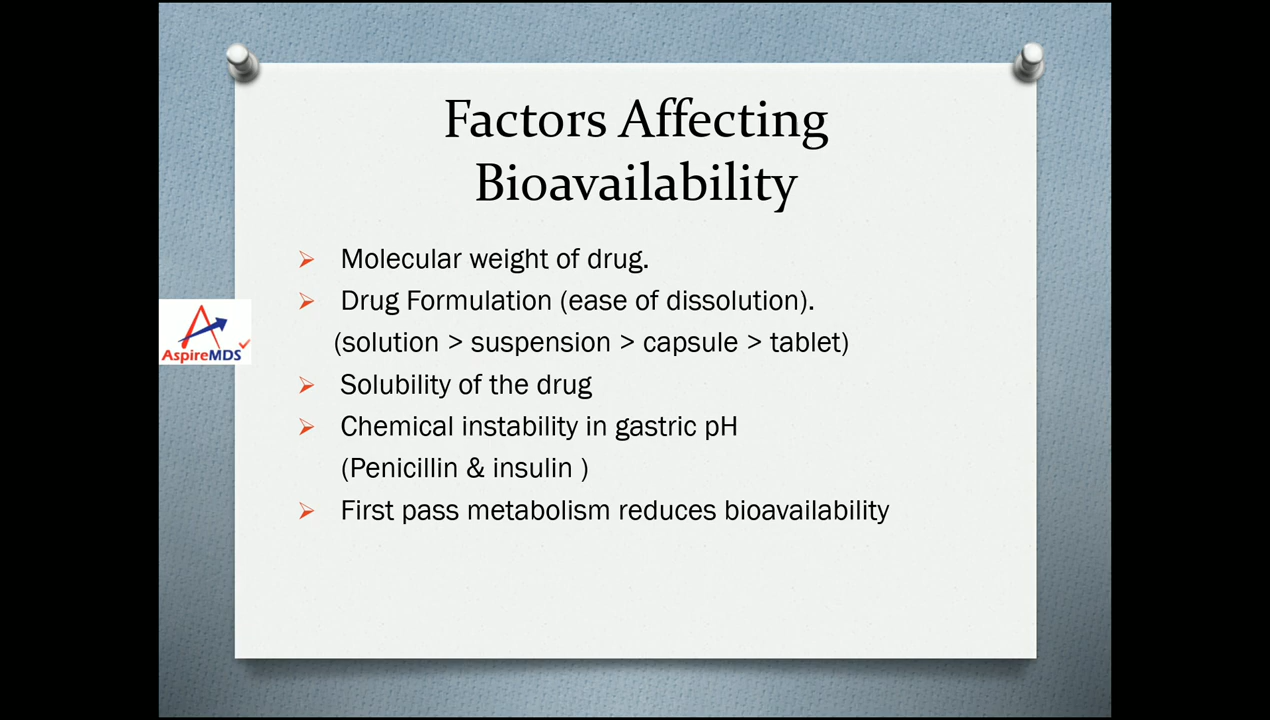 Factors Affecting
Bioavailability
Molecular weight of drug.
Drug Formulation (ease of dissolution).
(solution > suspension > capsule > tablet)
Solubility of the drug
Chemical instability in gastric pH
(Penicillin & insulin )
First pass metabolism reduces bioavailability
AspireMDS